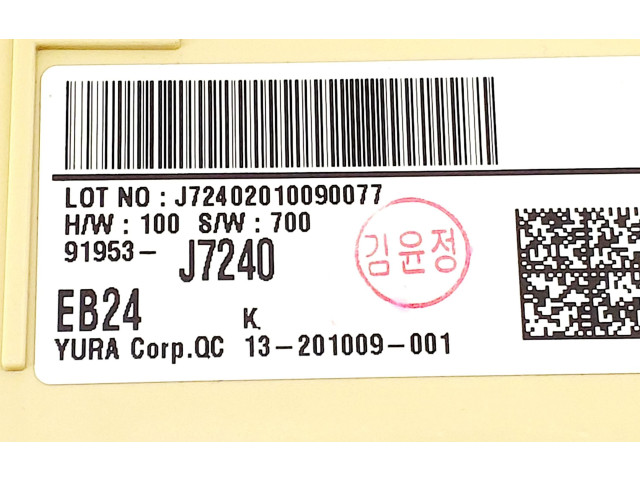 LOT NO : J72402010090077
H/W : 100 S/W : 700
91953- J7240
김윤정
EB24 K
YURA Corp.QC 13-201009-001